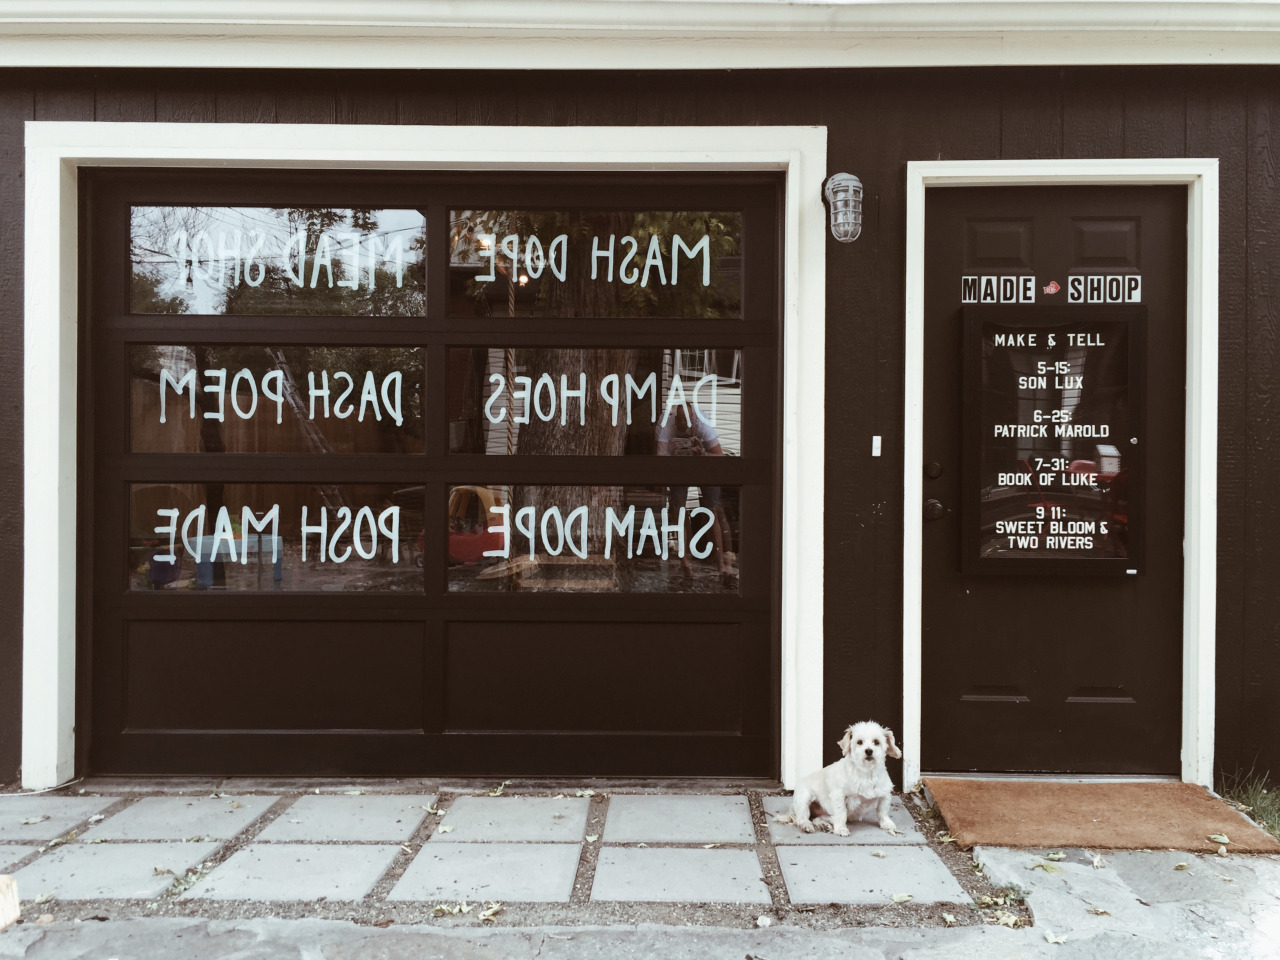 MEAD SHOP
MASH DOPE
DASH POEM
DAMP HOES
POSH MADE
SHAM DOPE
MADE SHOP
MAKE & TELL
5-15:
SON LUX
6-25:
PATRICK MAROLD
7-31:
BOOK OF LUKE
9 11:
SWEET BLOOM &
TWO RIVERS